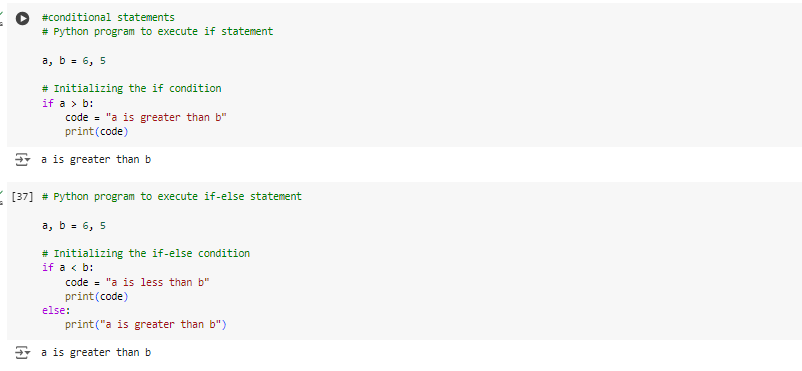 #conditional statements
# Python program to execute if statement
a, b = 6, 5
# Initializing the if condition
if a > b:
    code = "a is greater than b"
    print(code)
a is greater than b
[37] # Python program to execute if-else statement
a, b = 6, 5
# Initializing the if-else condition
if a < b:
    code = "a is less than b"
    print(code)
else:
    print("a is greater than b")
a is greater than b